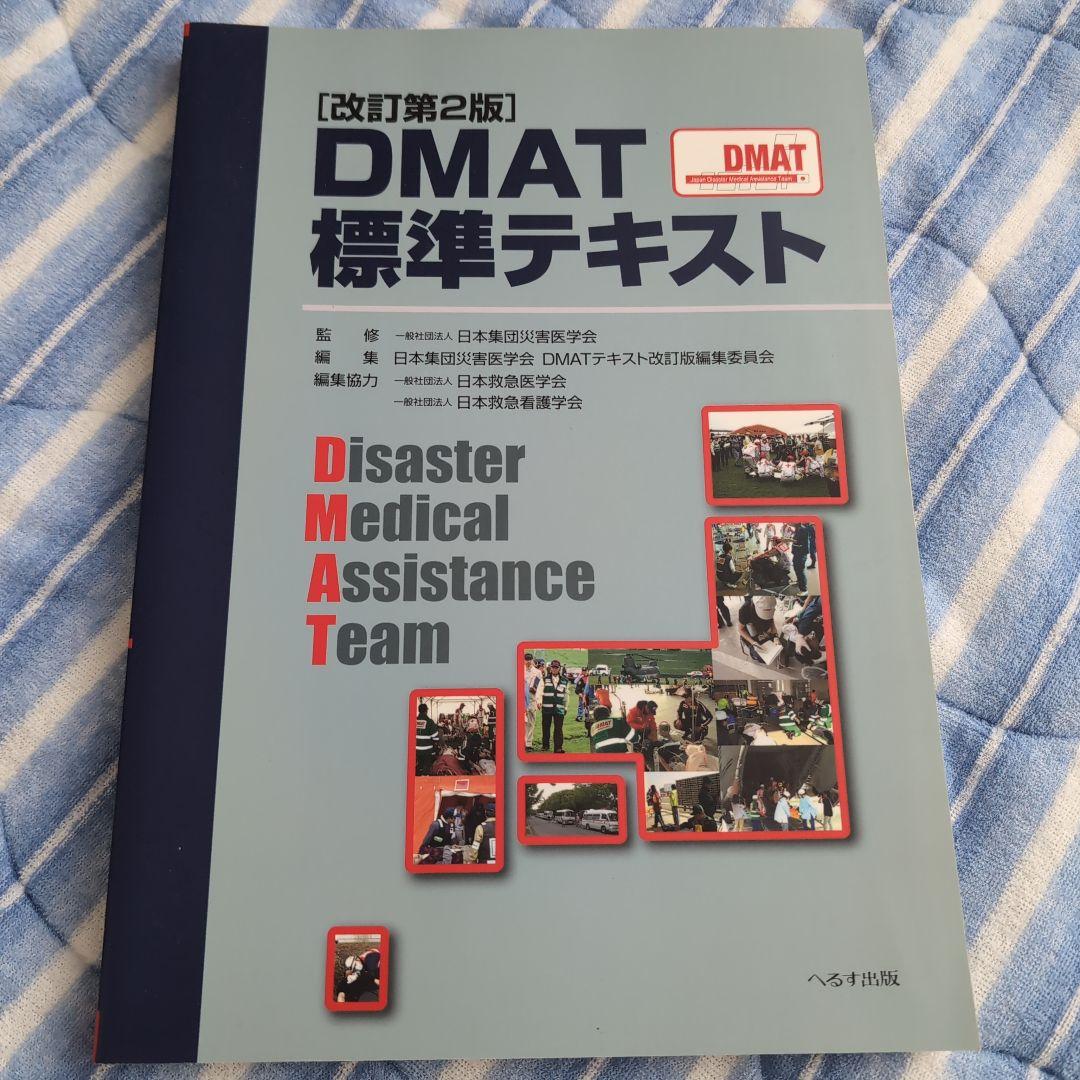 [改訂第2版]
DMAT
標準テキスト
DMAT
Japan Disaster Medical Assistance Team
監修 一般社団法人 日本集団災害医学会
編集 日本集団災害医学会 DMATテキスト改訂版編集委員会
編集協力 一般社団法人 日本救急医学会
一般社団法人 日本救急看護学会
Disaster
Medical
Assistance
Team
DMAT
へるす出版